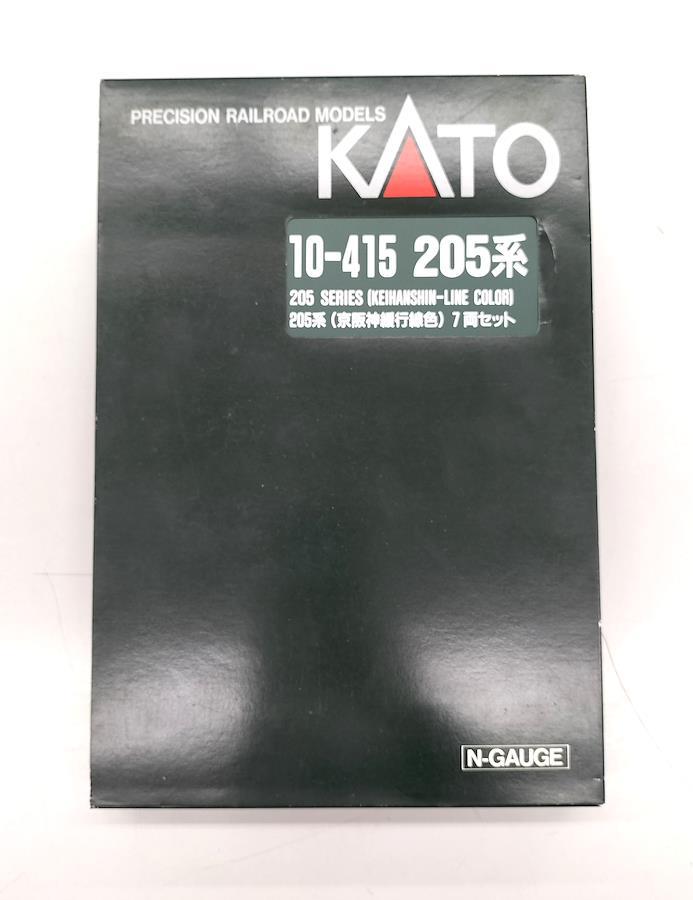 PRECISION RAILROAD MODELS
KATO
10-415 205系
205 SERIES (KEIHANSHIN-LINE COLOR)
205系 (京阪神緩行線色) 7両セット
N-GAUGE